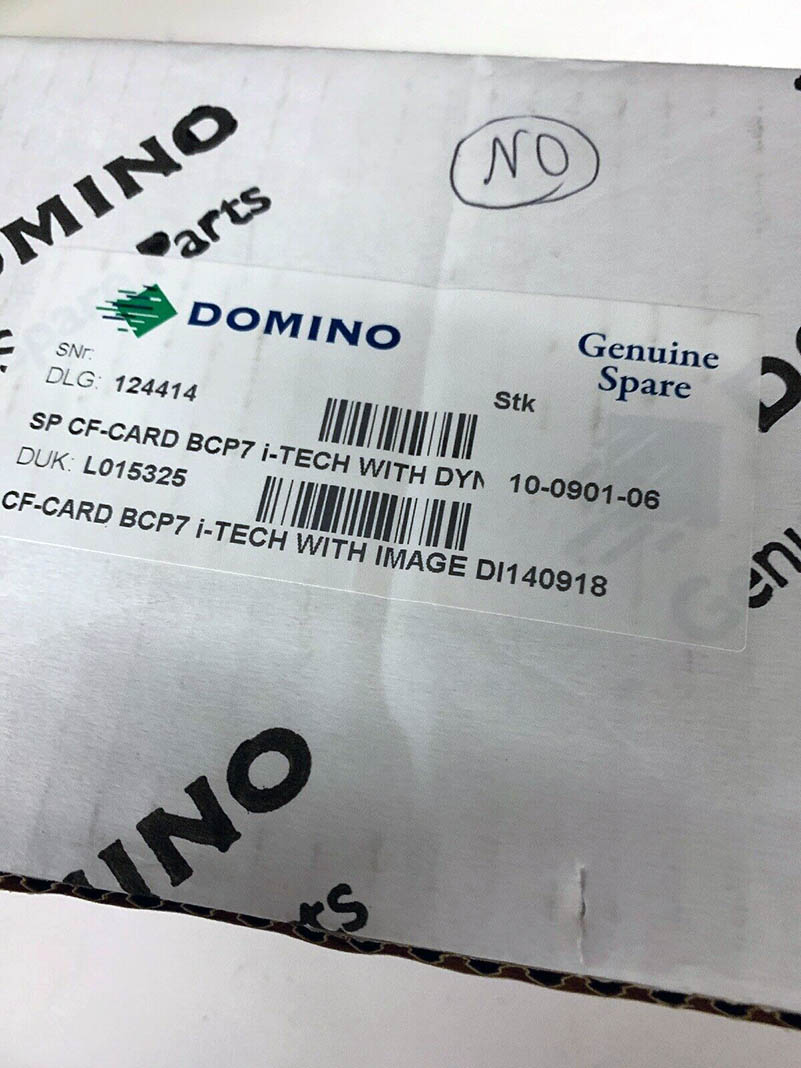 NO
MINO
Parts
DOMINO
Genuine
Spare
SNr:
DLG: 124414
Stk
SP CF-CARD BCP7 i-TECH WITH DYN 10-0901-06
DUK: L015325
CF-CARD BCP7 i-TECH WITH IMAGE DI140918
INO
rts